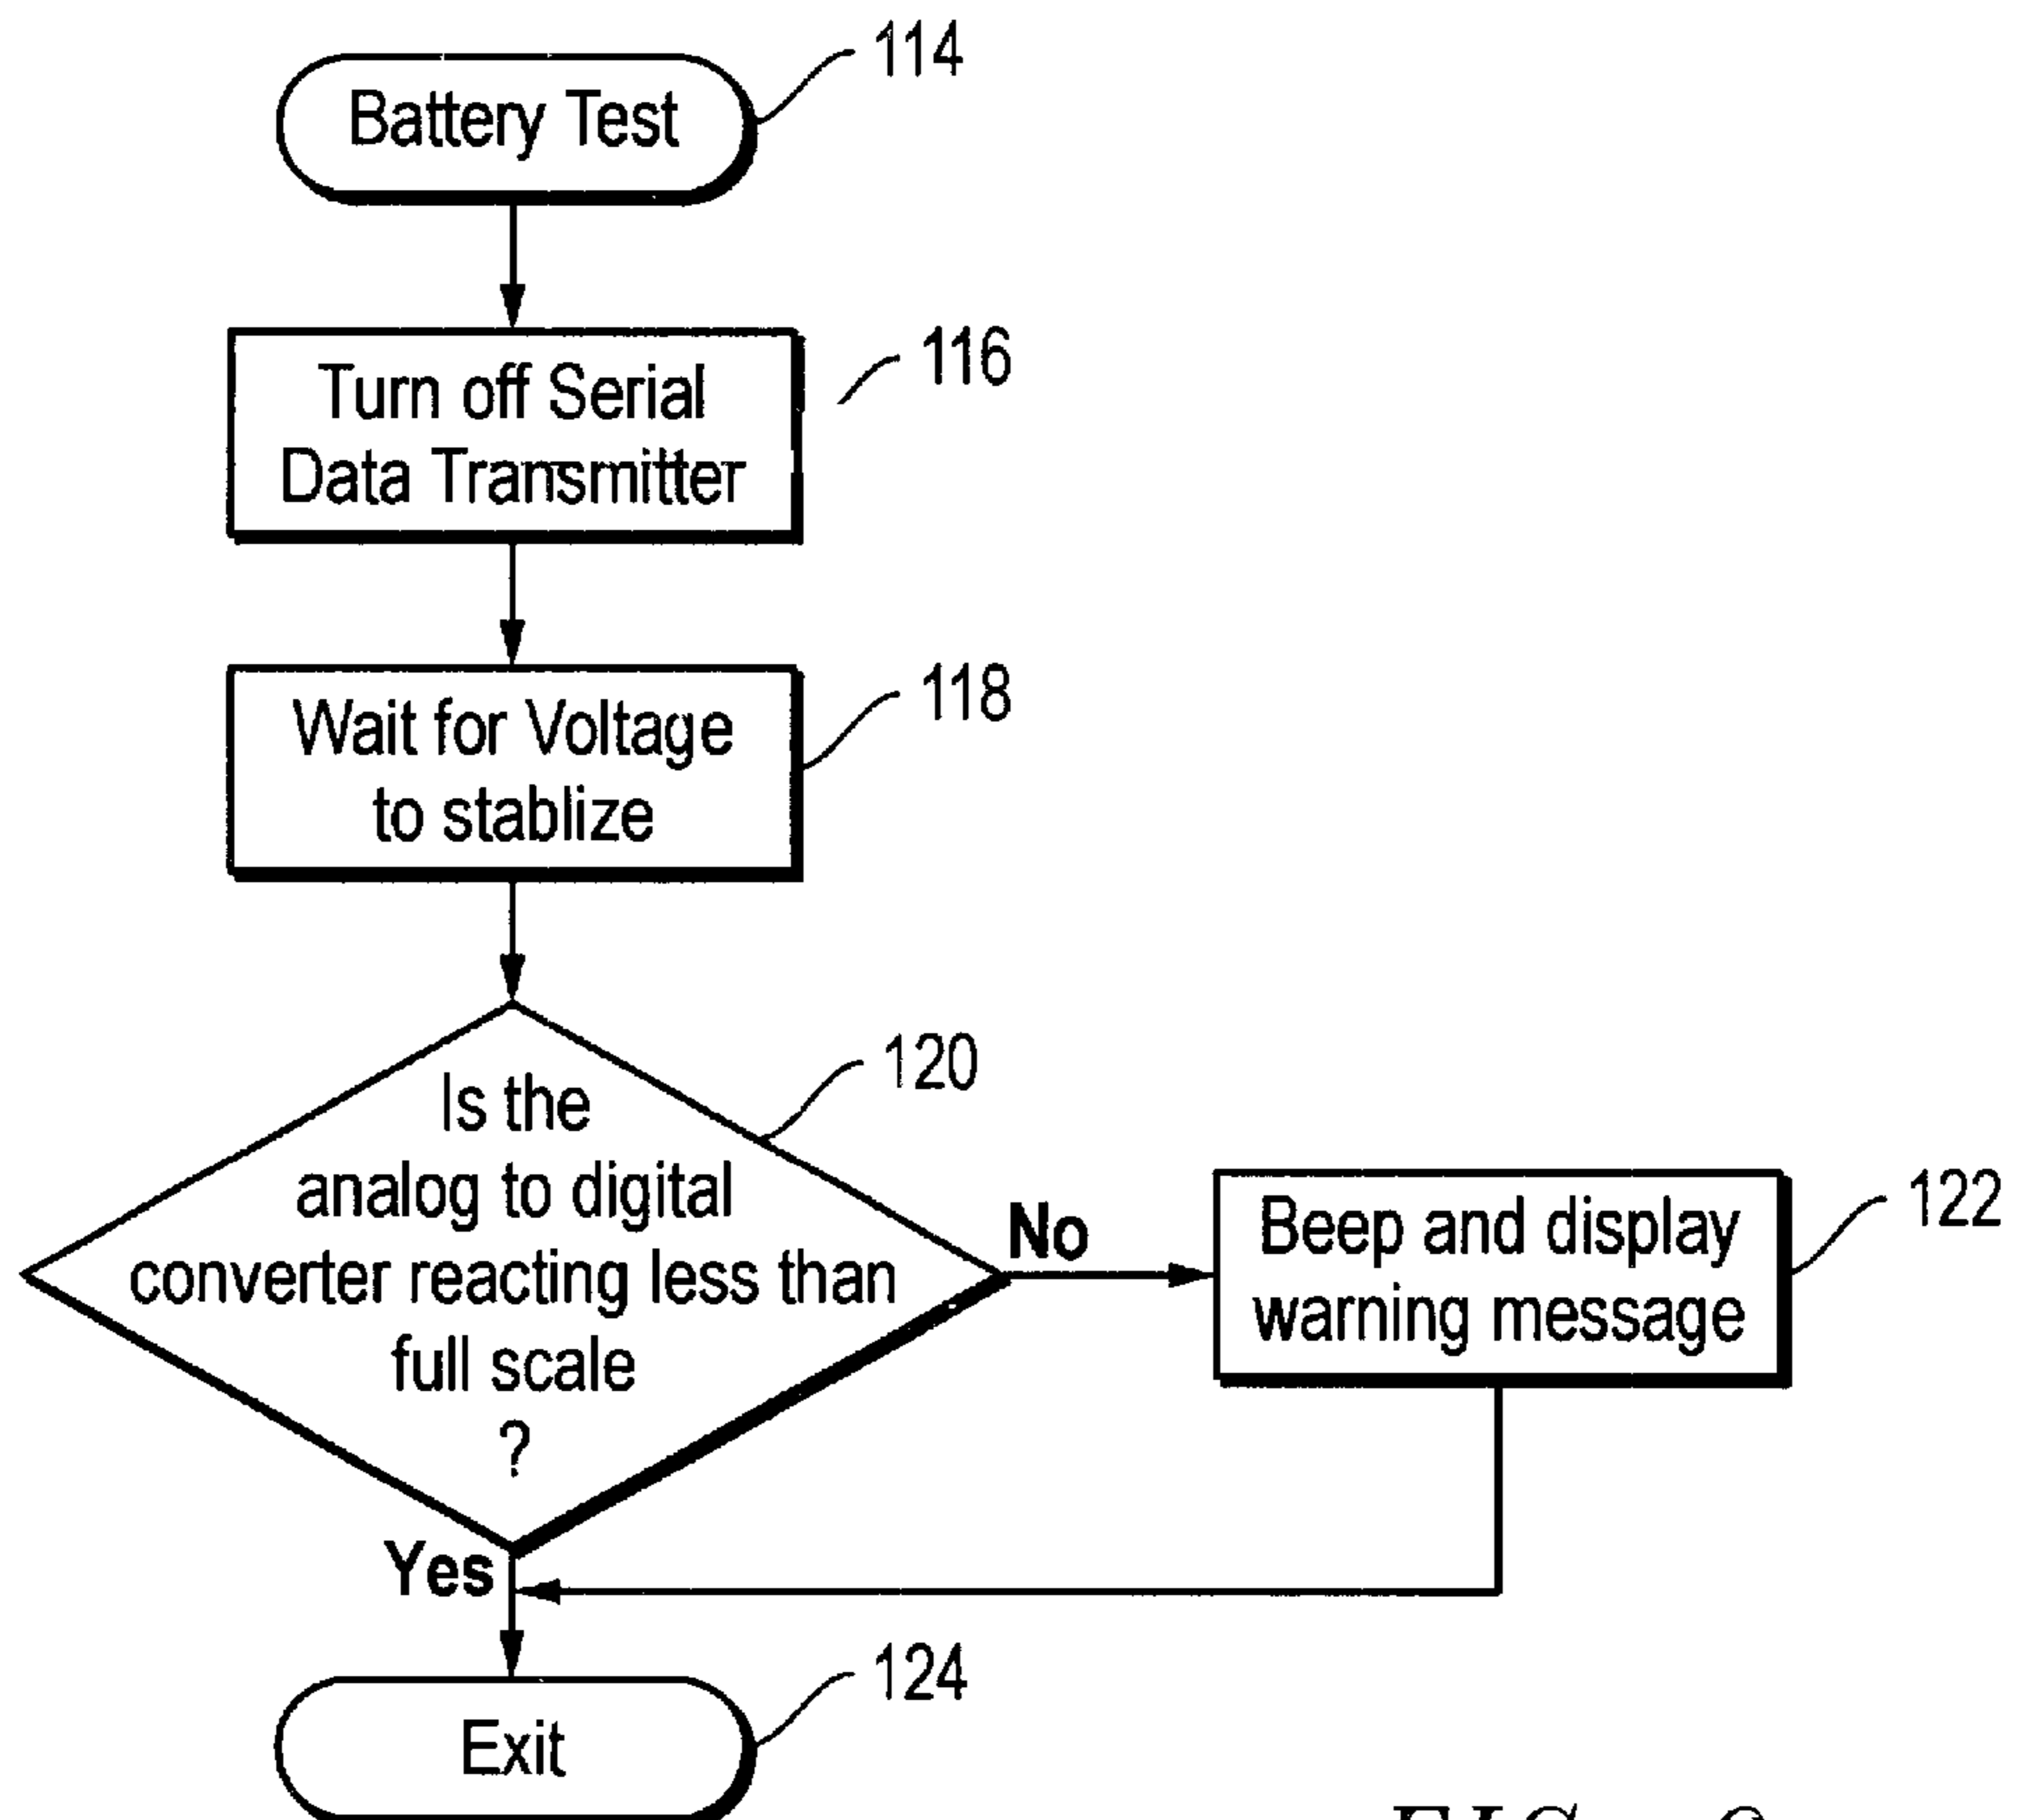 114
Battery Test
116
Turn off Serial
Data Transmitter
118
Wait for Voltage
to stablize
120
Is the
analog to digital
converter reacting less than
full scale
?
No
122
Beep and display
warning message
Yes
124
Exit